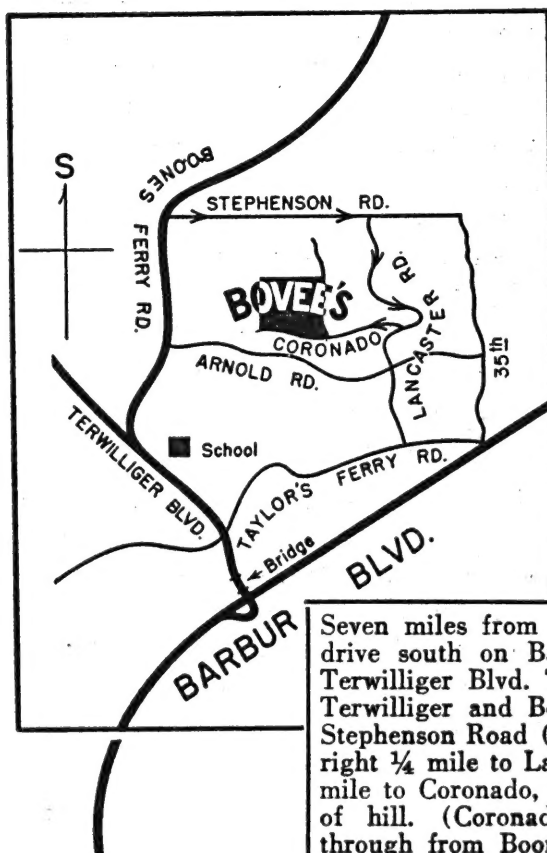 S
BOONES
FERRY RD.
STEPHENSON RD.
BOVEE'S
CORONADO
LANCASTER RD.
35th
ARNOLD RD.
TERWILLIGER BLVD.
School
TAYLOR'S FERRY RD.
Bridge
BARBUR BLVD.
Seven miles from
drive south on
Terwilliger Blvd.
Terwilliger and
Stephenson Road (
right ¼ mile to La
mile to Coronado,
of hill. (Coronad
through from